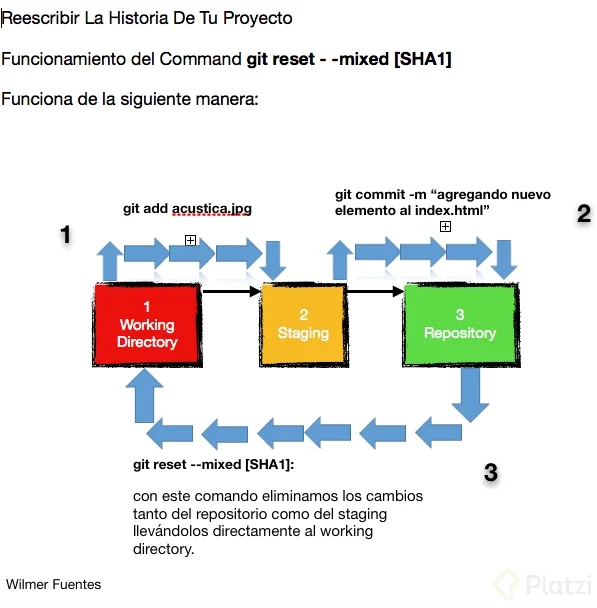 Reescribir La Historia De Tu Proyecto
Funcionamiento del Command git reset - -mixed [SHA1]
Funciona de la siguiente manera:
git add acustica.jpg
git commit -m “agregando nuevo
elemento al index.html”
1
2
1
Working
Directory
2
Staging
3
Repository
git reset --mixed [SHA1]:
3
con este comando eliminamos los cambios
tanto del repositorio como del staging
llevándolos directamente al working
directory.
Wilmer Fuentes
Platzi